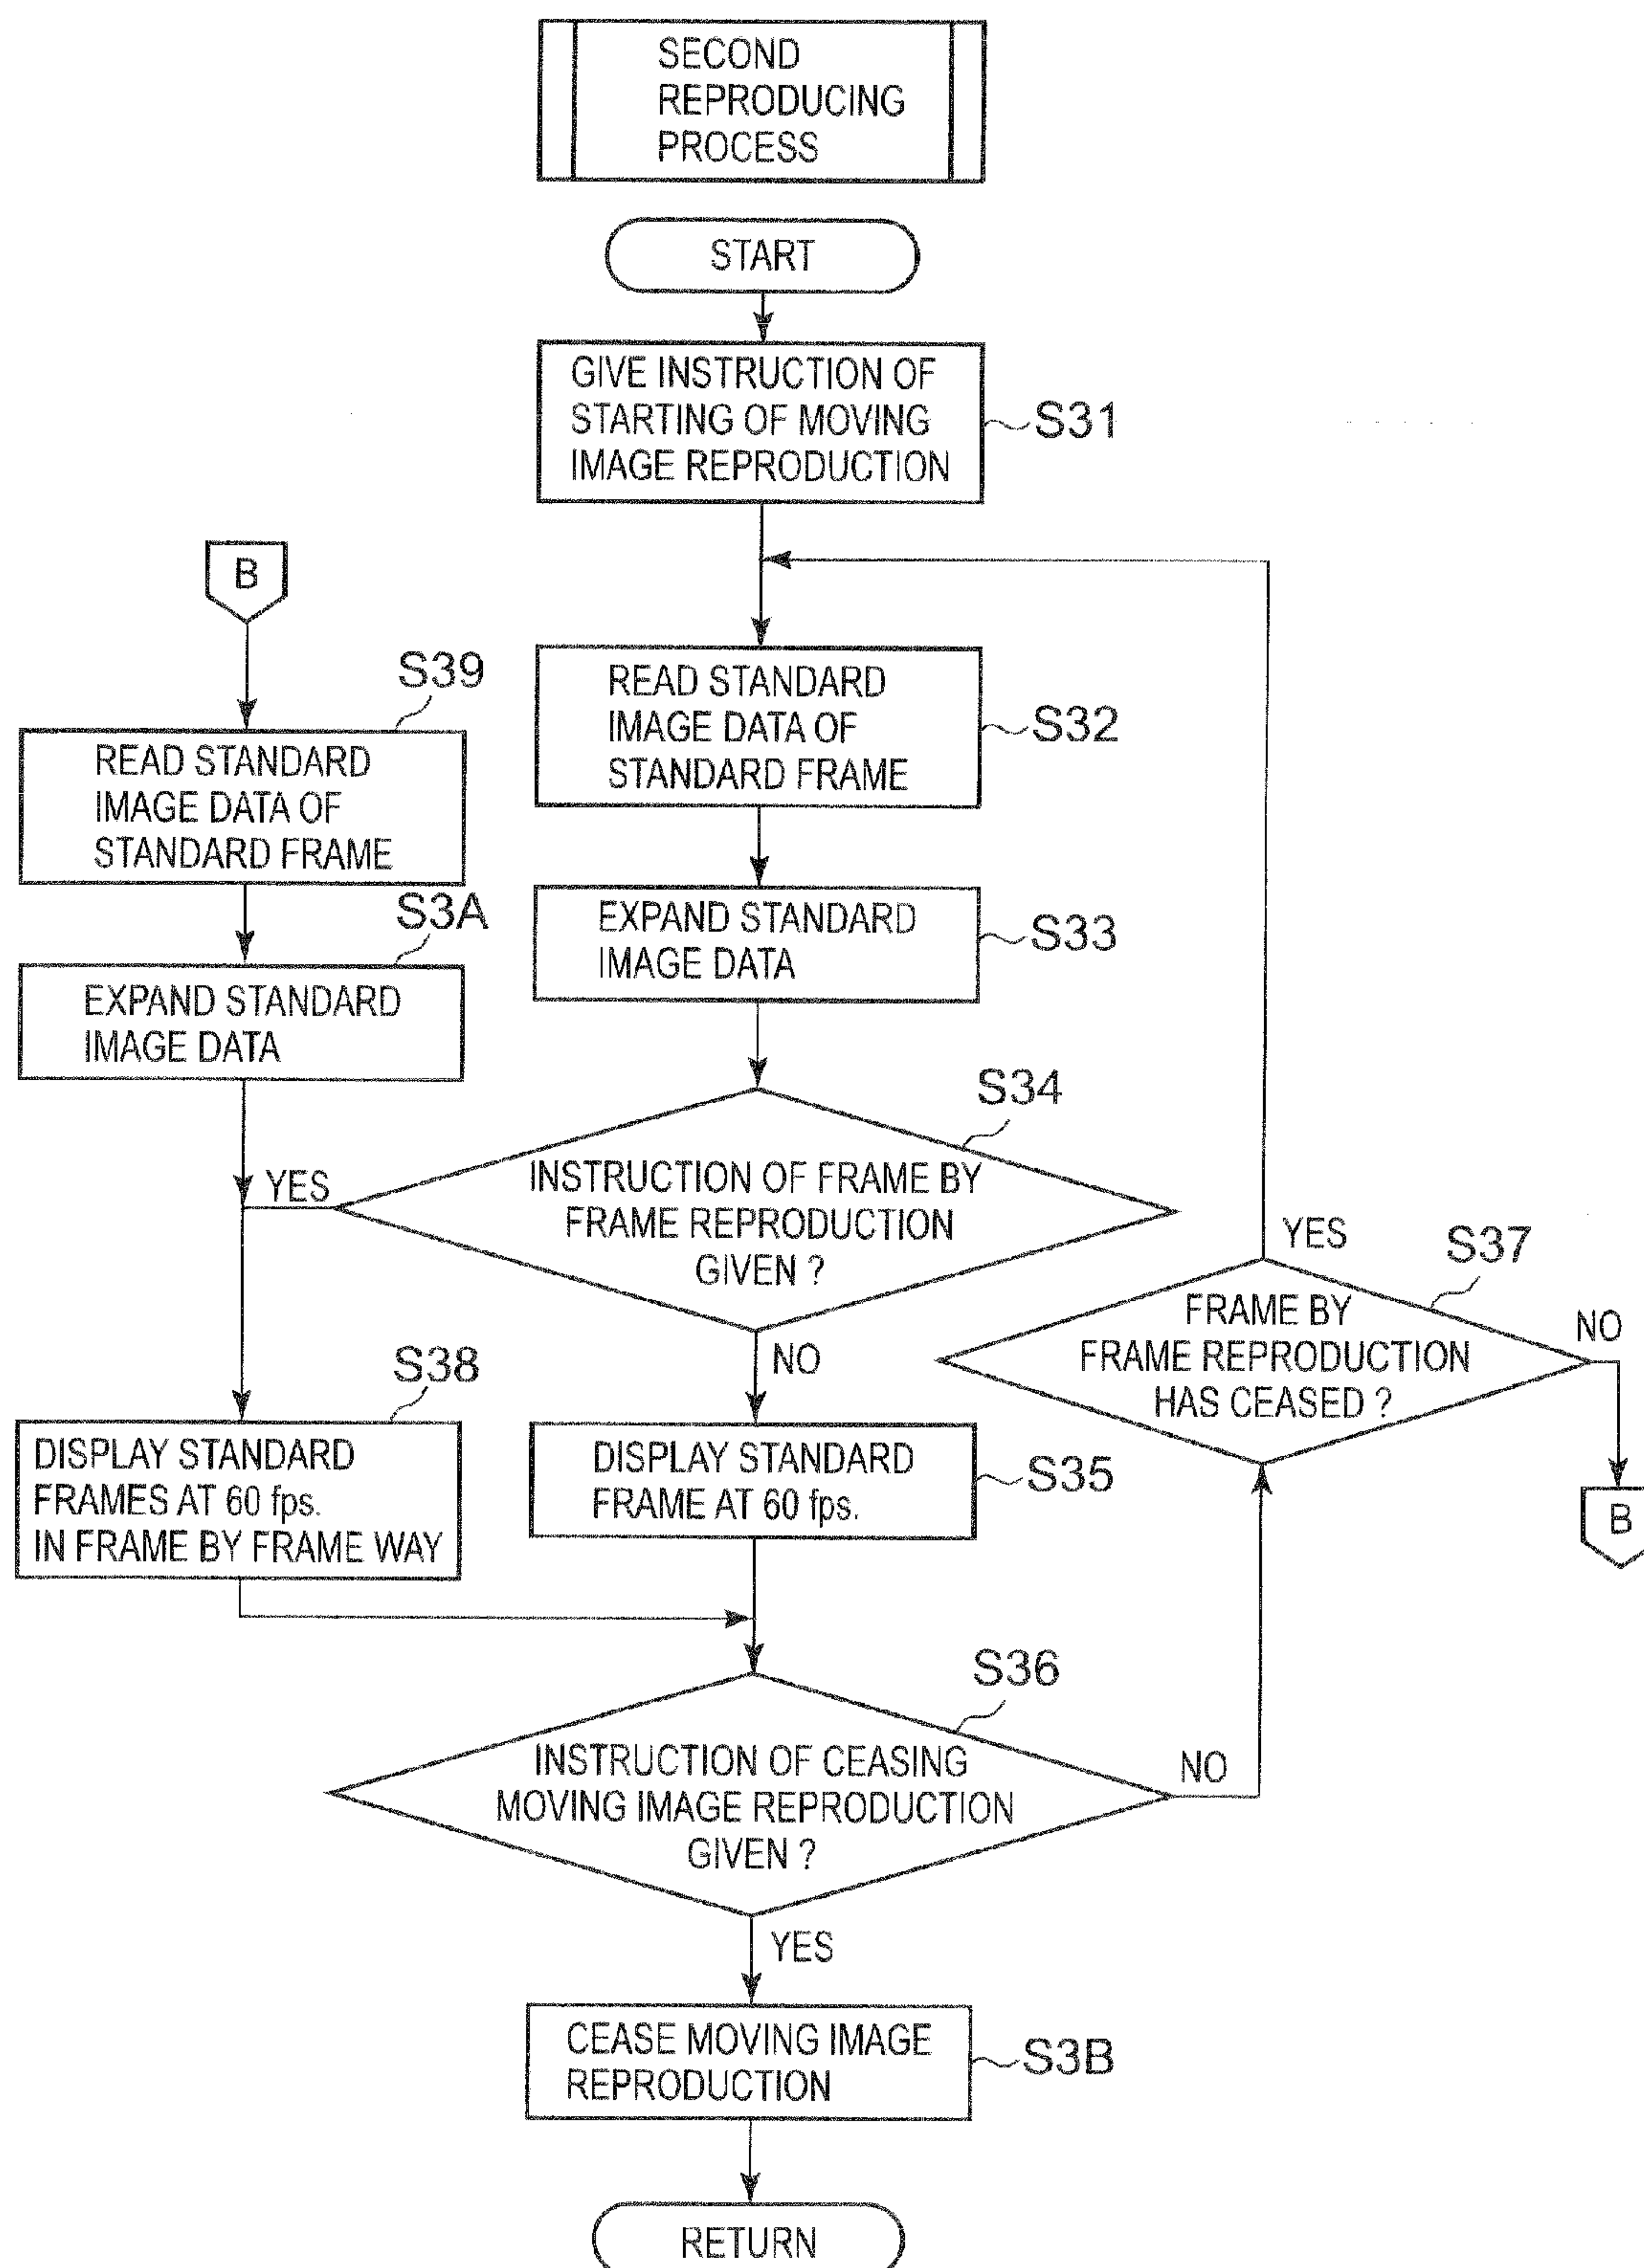 SECOND
REPRODUCING
PROCESS
START
GIVE INSTRUCTION OF
STARTING OF MOVING
IMAGE REPRODUCTION
S31
B
S39
READ STANDARD
IMAGE DATA OF
STANDARD FRAME
READ STANDARD
IMAGE DATA OF
STANDARD FRAME
S32
S3A
EXPAND STANDARD
IMAGE DATA
EXPAND STANDARD
IMAGE DATA
S33
S34
YES
INSTRUCTION OF FRAME BY
FRAME REPRODUCTION
GIVEN ?
NO
YES
S37
FRAME BY
FRAME REPRODUCTION
HAS CEASED ?
NO
B
S38
DISPLAY STANDARD
FRAMES AT 60 fps.
IN FRAME BY FRAME WAY
DISPLAY STANDARD
FRAME AT 60 fps.
S35
S36
INSTRUCTION OF CEASING
MOVING IMAGE REPRODUCTION
GIVEN ?
NO
YES
CEASE MOVING IMAGE
REPRODUCTION
S3B
RETURN